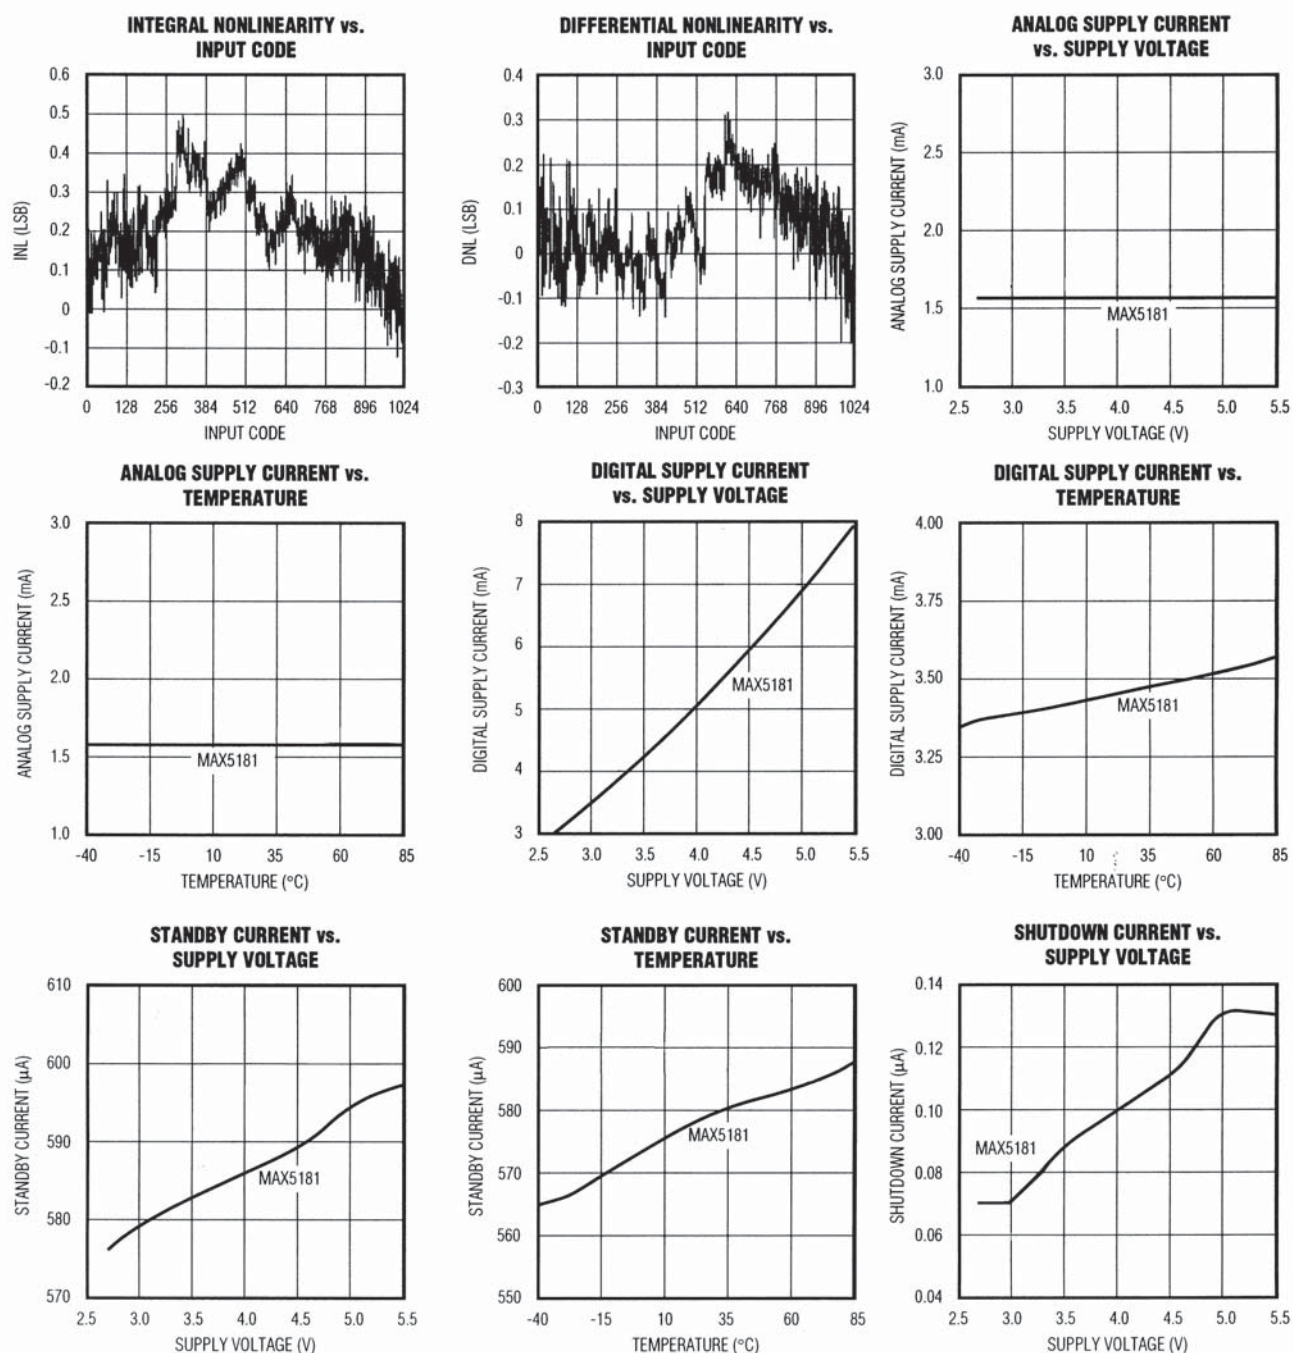 INTEGRAL NONLINEARITY vs.
INPUT CODE
0.6
0.5
0.4
0.3
0.2
0.1
0
-0.1
-0.2
INL (LSB)
0 128 256 384 512 640 768 896 1024
INPUT CODE
DIFFERENTIAL NONLINEARITY vs.
INPUT CODE
0.4
0.3
0.2
0.1
0
-0.1
-0.2
-0.3
DNL (LSB)
0 128 256 384 512 640 768 896 1024
INPUT CODE
ANALOG SUPPLY CURRENT
vs. SUPPLY VOLTAGE
3.0
2.5
2.0
1.5
1.0
ANALOG SUPPLY CURRENT (mA)
MAX5181
2.5 3.0 3.5 4.0 4.5 5.0 5.5
SUPPLY VOLTAGE (V)
ANALOG SUPPLY CURRENT vs.
TEMPERATURE
3.0
2.5
2.0
1.5
1.0
ANALOG SUPPLY CURRENT (mA)
MAX5181
-40 -15 10 35 60 85
TEMPERATURE (°C)
DIGITAL SUPPLY CURRENT
vs. SUPPLY VOLTAGE
8
7
6
5
4
3
DIGITAL SUPPLY CURRENT (mA)
MAX5181
2.5 3.0 3.5 4.0 4.5 5.0 5.5
SUPPLY VOLTAGE (V)
DIGITAL SUPPLY CURRENT vs.
TEMPERATURE
4.00
3.75
3.50
3.25
3.00
DIGITAL SUPPLY CURRENT (mA)
MAX5181
-40 -15 10 35 60 85
TEMPERATURE (°C)
STANDBY CURRENT vs.
SUPPLY VOLTAGE
610
600
590
580
570
STANDBY CURRENT (µA)
MAX5181
2.5 3.0 3.5 4.0 4.5 5.0 5.5
SUPPLY VOLTAGE (V)
STANDBY CURRENT vs.
TEMPERATURE
600
590
580
570
560
550
STANDBY CURRENT (µA)
MAX5181
-40 -15 10 35 60 85
TEMPERATURE (°C)
SHUTDOWN CURRENT vs.
SUPPLY VOLTAGE
0.14
0.12
0.10
0.08
0.06
0.04
SHUTDOWN CURRENT (µA)
MAX5181
2.5 3.0 3.5 4.0 4.5 5.0 5.5
SUPPLY VOLTAGE (V)